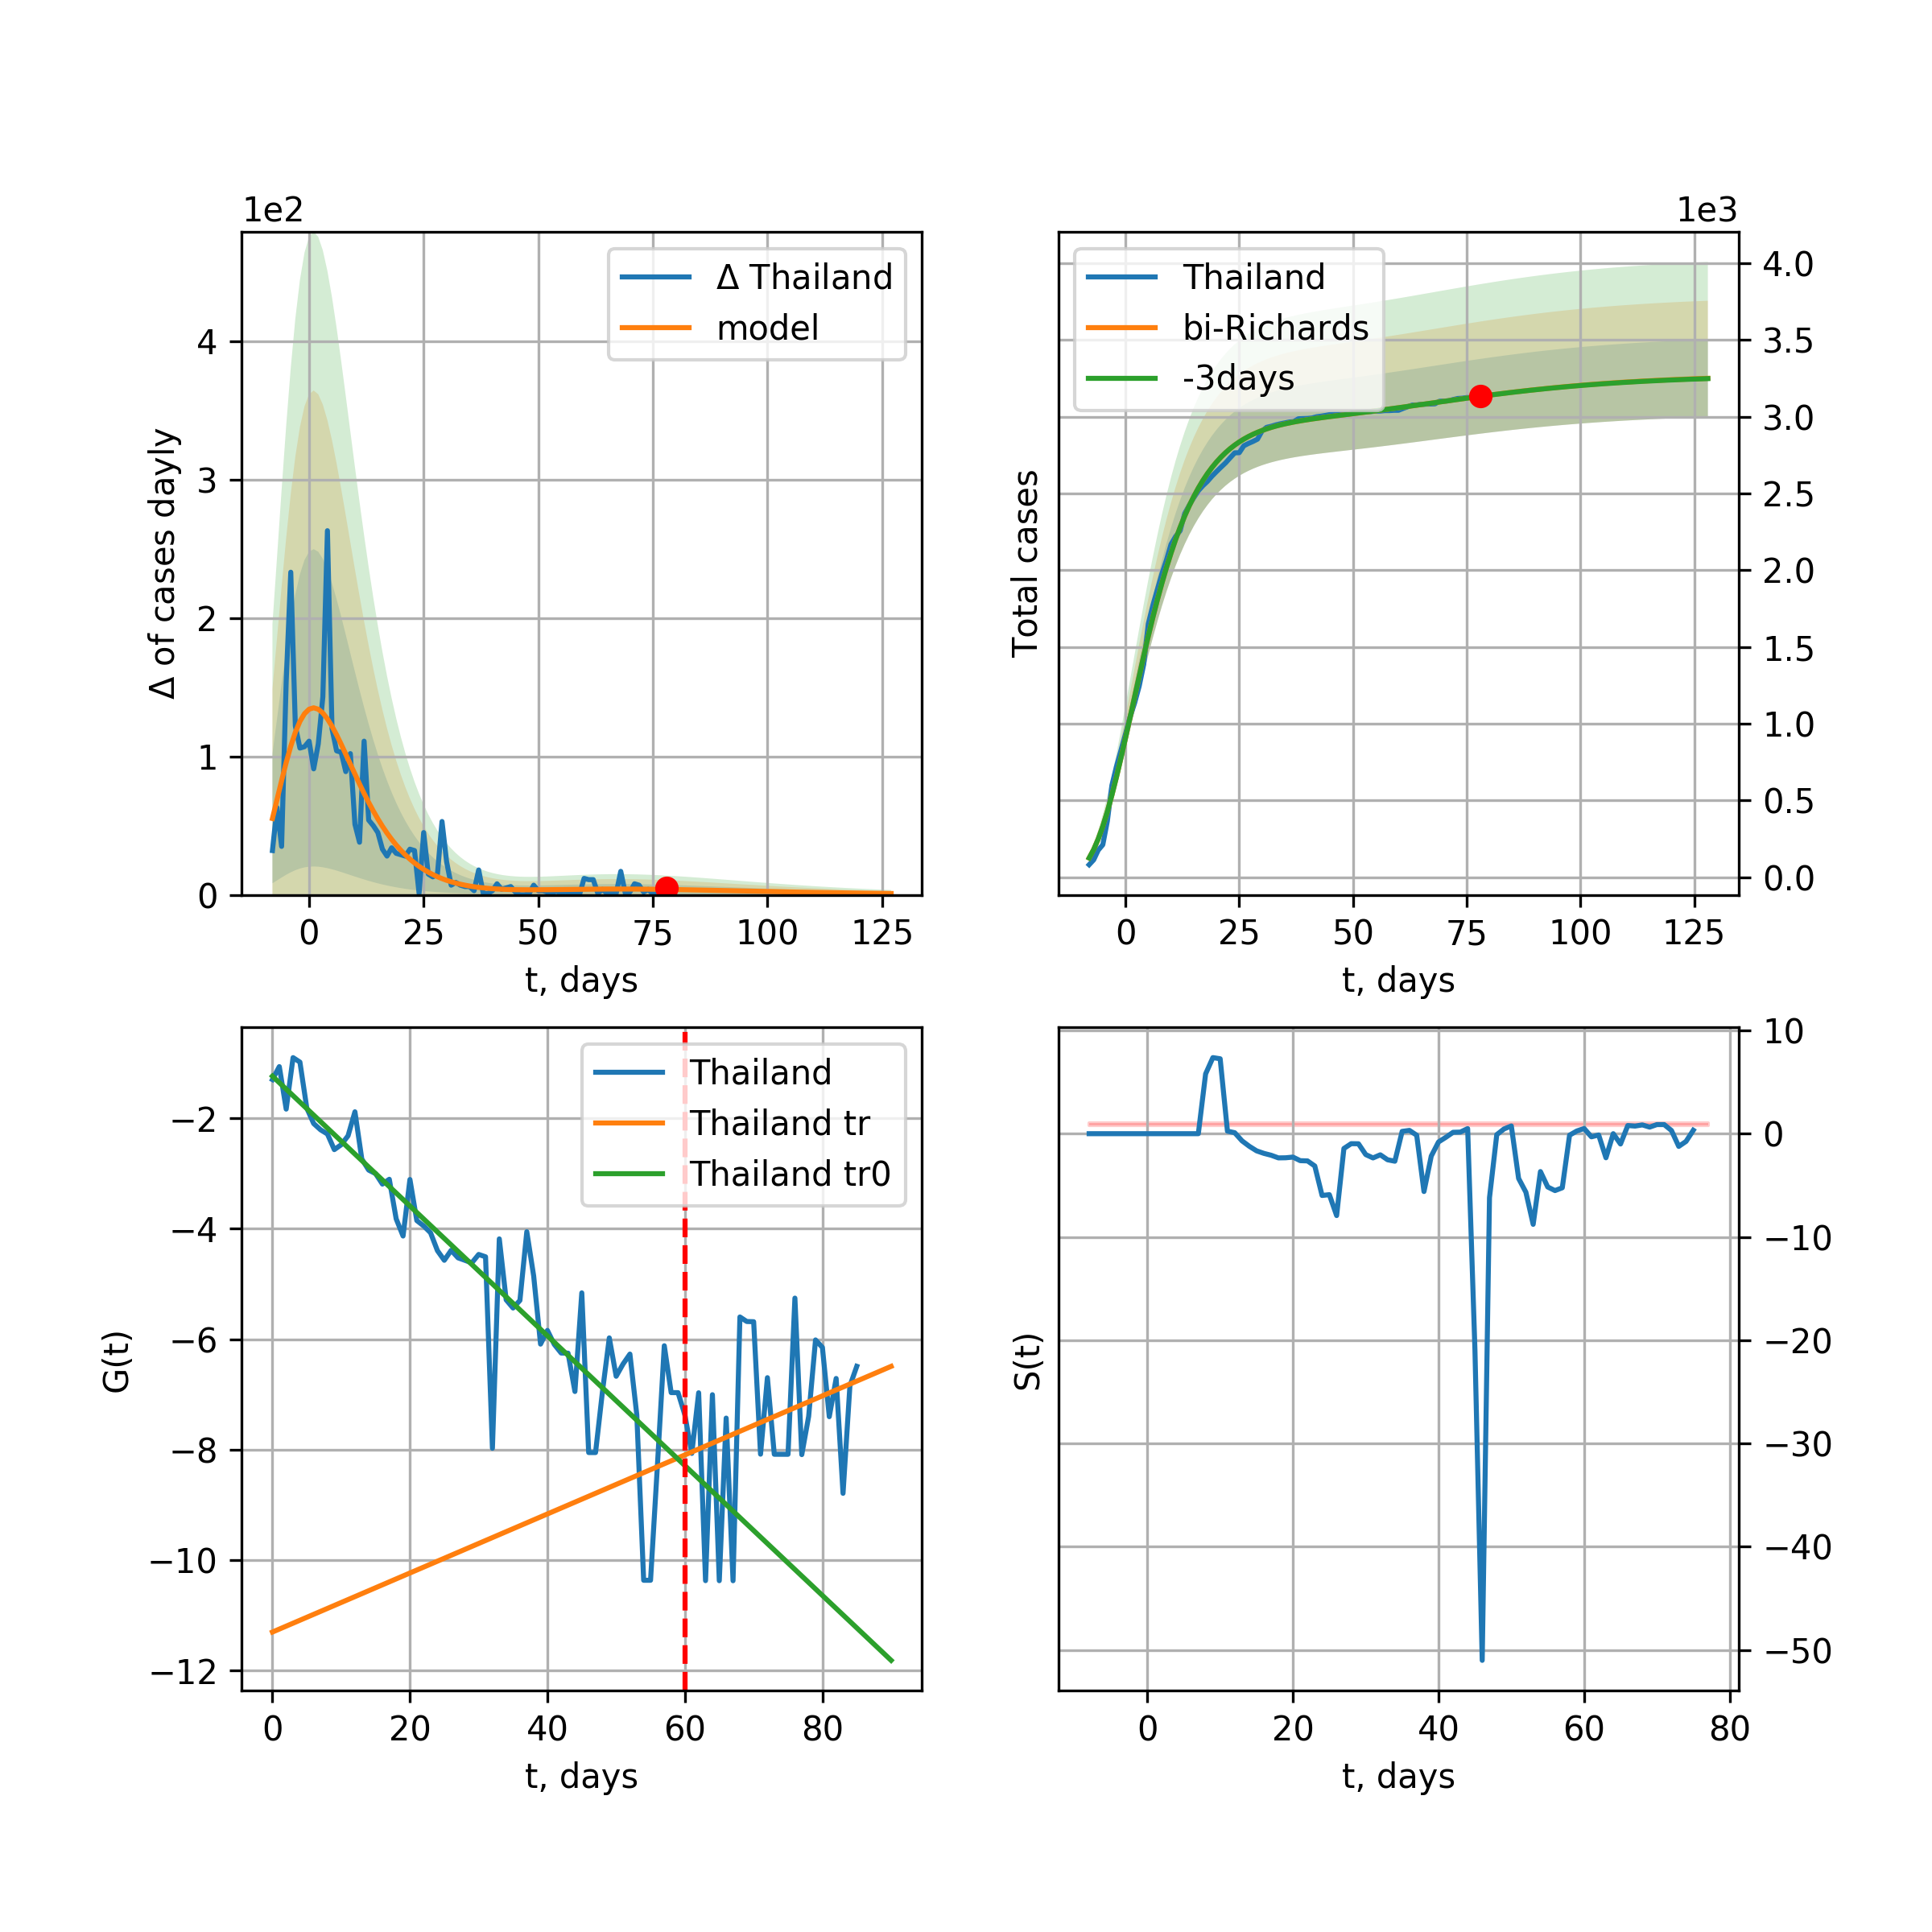 1e2
Δ of cases dayly
4
3
2
1
0
Δ Thailand
model
0 25 50 75 100 125
t, days
1e3
Total cases
Thailand
bi-Richards
-3days
4.0
3.5
3.0
2.5
2.0
1.5
1.0
0.5
0.0
0 25 50 75 100 125
t, days
G(t)
−2
−4
−6
−8
−10
−12
Thailand
Thailand tr
Thailand tr0
0 20 40 60 80
t, days
S(t)
10
0
−10
−20
−30
−40
−50
0 20 40 60 80
t, days